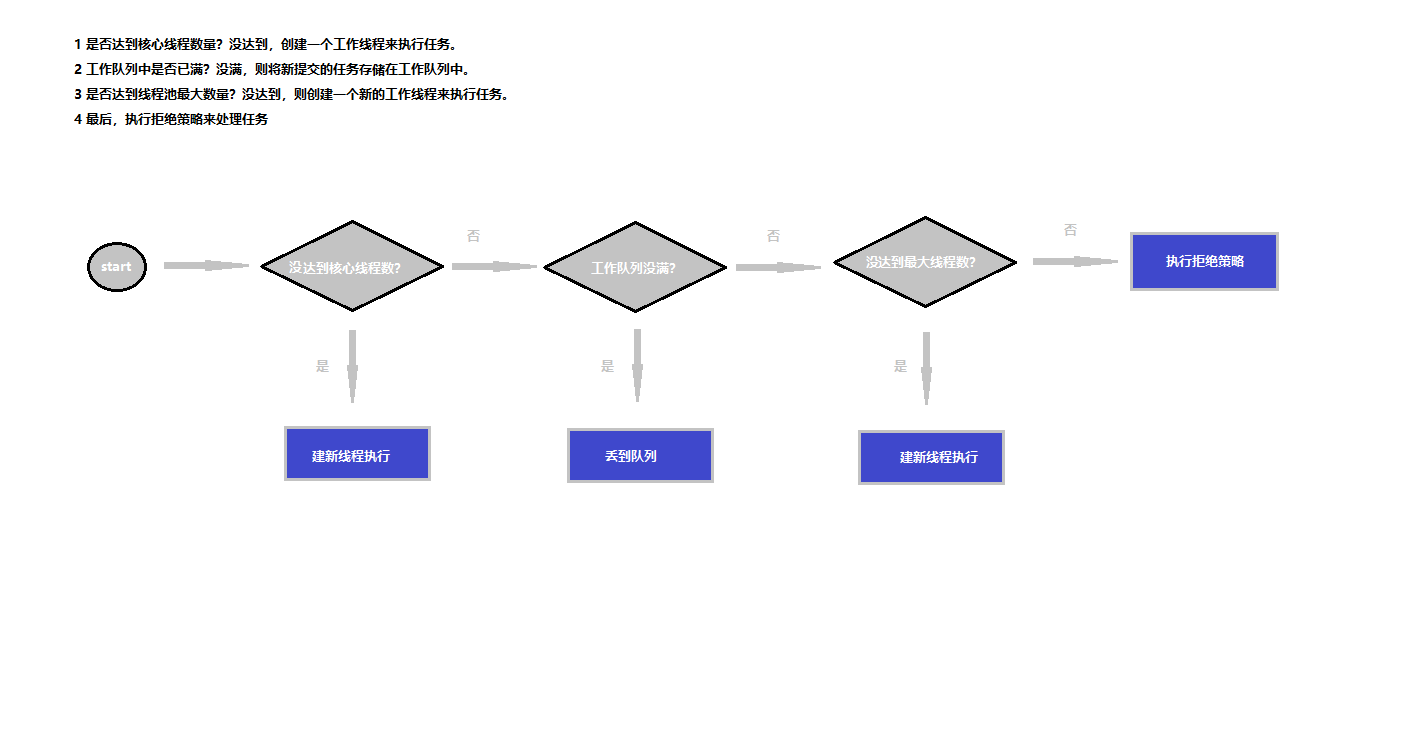 1 是否达到核心线程数量？没达到，创建一个工作线程来执行任务。
2 工作队列中是否已满？没满，则将新提交的任务存储在工作队列中。
3 是否达到线程池最大数量？没达到，则创建一个新的工作线程来执行任务。
4 最后，执行拒绝策略来处理任务
start
没达到核心线程数？
否
工作队列没满？
否
没达到最大线程数？
否
执行拒绝策略
是
是
是
建新线程执行
丢到队列
建新线程执行